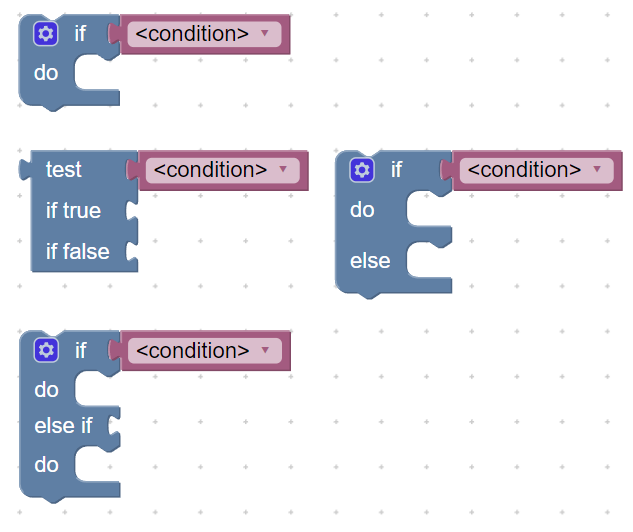 if <condition>
do
test <condition>
if true
if false
if <condition>
do
else
if <condition>
do
else if
do